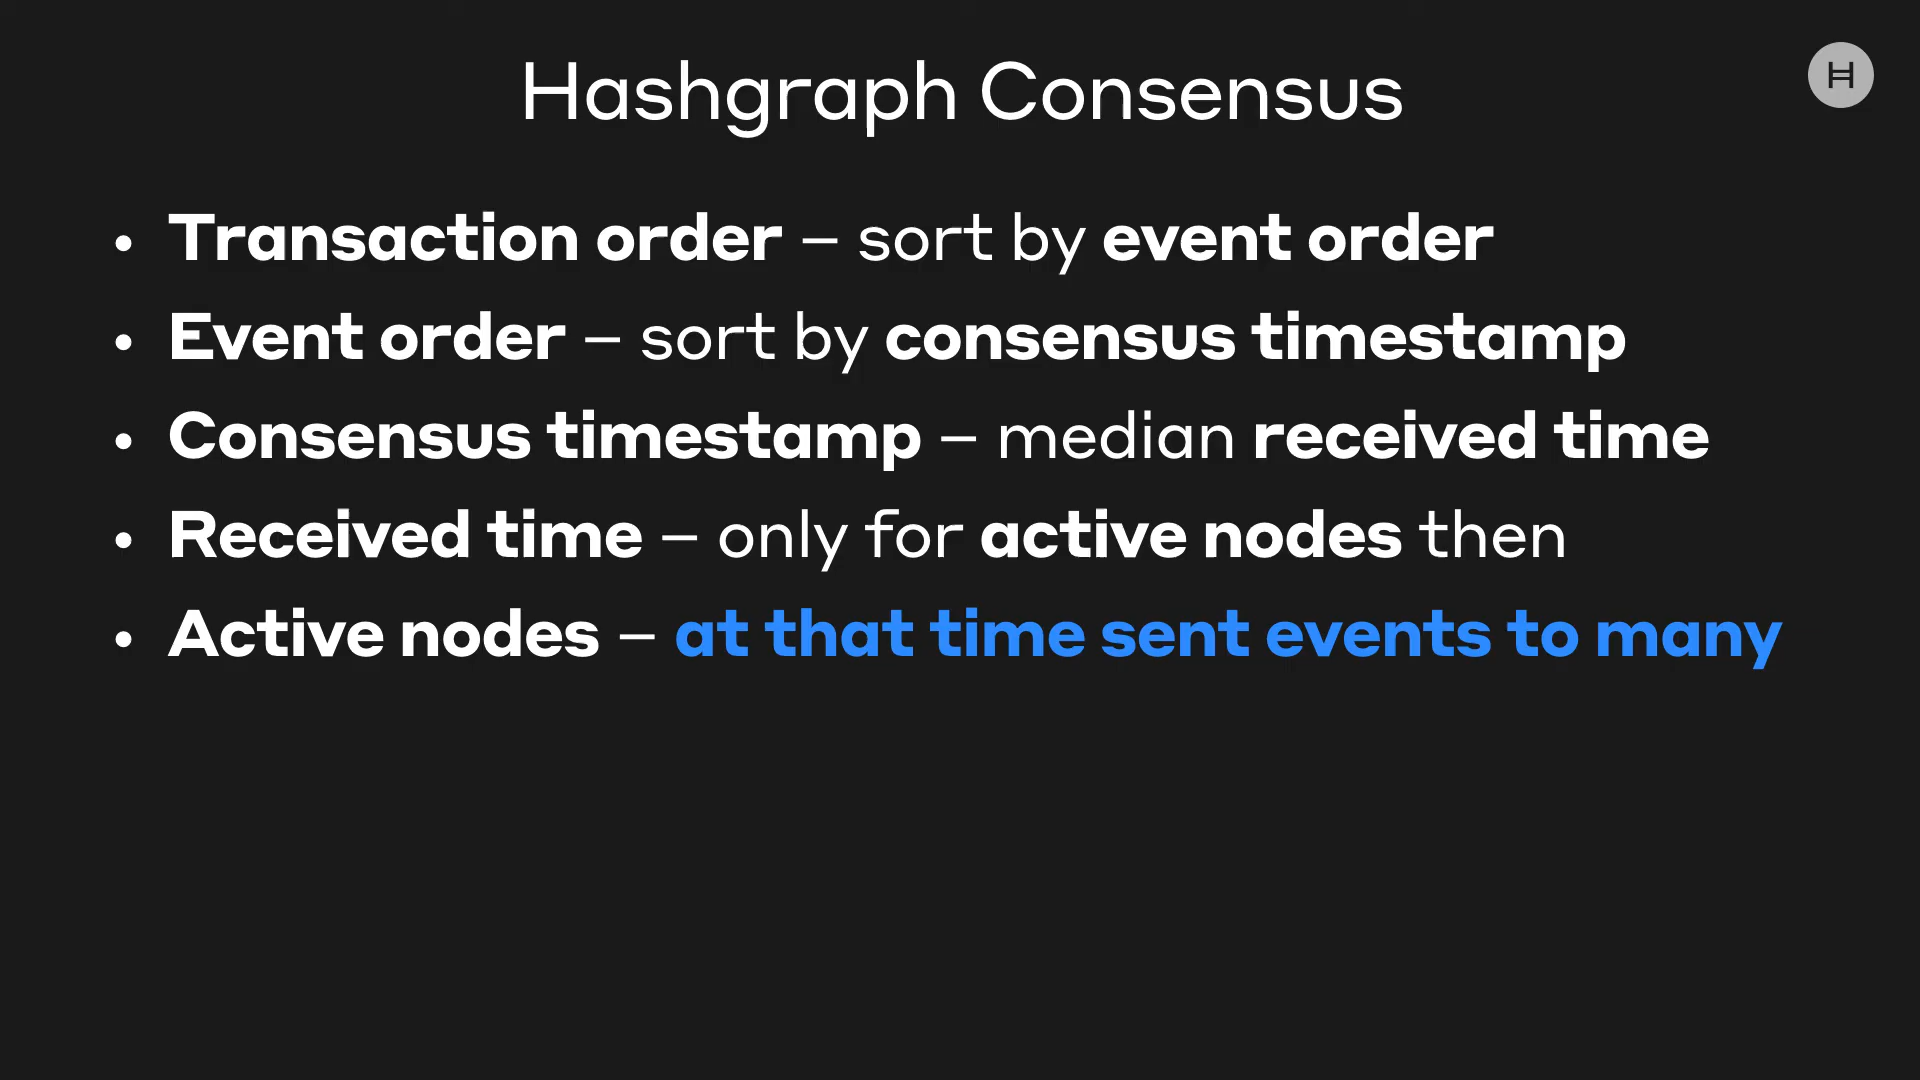 Hashgraph Consensus
• Transaction order – sort by event order
• Event order – sort by consensus timestamp
• Consensus timestamp – median received time
• Received time – only for active nodes then
• Active nodes – at that time sent events to many